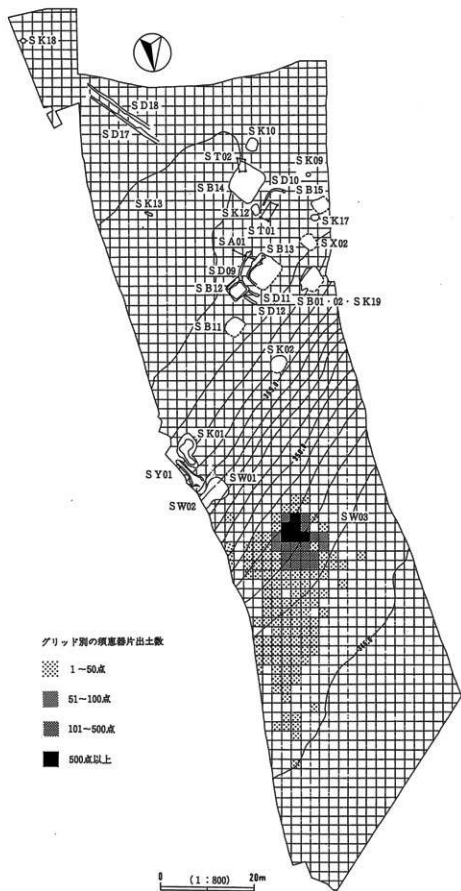 SK18
SD18
SD17
SK10
ST02
SK09
SD10
SB14
SB15
SK13
SK12
SK17
ST01
SA01
SX02
SB13
SD09
SB12
SD11
SB01・02・SK19
SD12
SB11
SK02
SK01
SY01
SW01
SW02
SW03
グリッド別の須恵器片出土数
1～50点
51～100点
101～500点
500点以上
0 (1:800) 20m